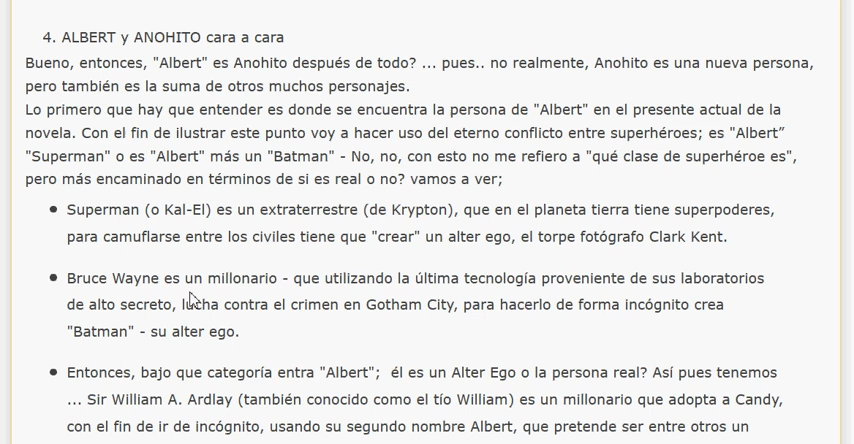 4. ALBERT y ANOHITO cara a cara
Bueno, entonces, "Albert" es Anohito después de todo? ... pues.. no realmente, Anohito es una nueva persona,
pero también es la suma de otros muchos personajes.
Lo primero que hay que entender es donde se encuentra la persona de "Albert" en el presente actual de la
novela. Con el fin de ilustrar este punto voy a hacer uso del eterno conflicto entre superhéroes; es "Albert”
"Superman" o es "Albert" más un "Batman" - No, no, con esto no me refiero a "qué clase de superhéroe es",
pero más encaminado en términos de si es real o no? vamos a ver;
• Superman (o Kal-El) es un extraterrestre (de Krypton), que en el planeta tierra tiene superpoderes,
para camuflarse entre los civiles tiene que "crear" un alter ego, el torpe fotógrafo Clark Kent.
• Bruce Wayne es un millonario - que utilizando la última tecnología proveniente de sus laboratorios
de alto secreto, lucha contra el crimen en Gotham City, para hacerlo de forma incógnito crea
"Batman" - su alter ego.
• Entonces, bajo que categoría entra "Albert"; él es un Alter Ego o la persona real? Así pues tenemos
... Sir William A. Ardlay (también conocido como el tío William) es un millonario que adopta a Candy,
con el fin de ir de incógnito, usando su segundo nombre Albert, que pretende ser entre otros un